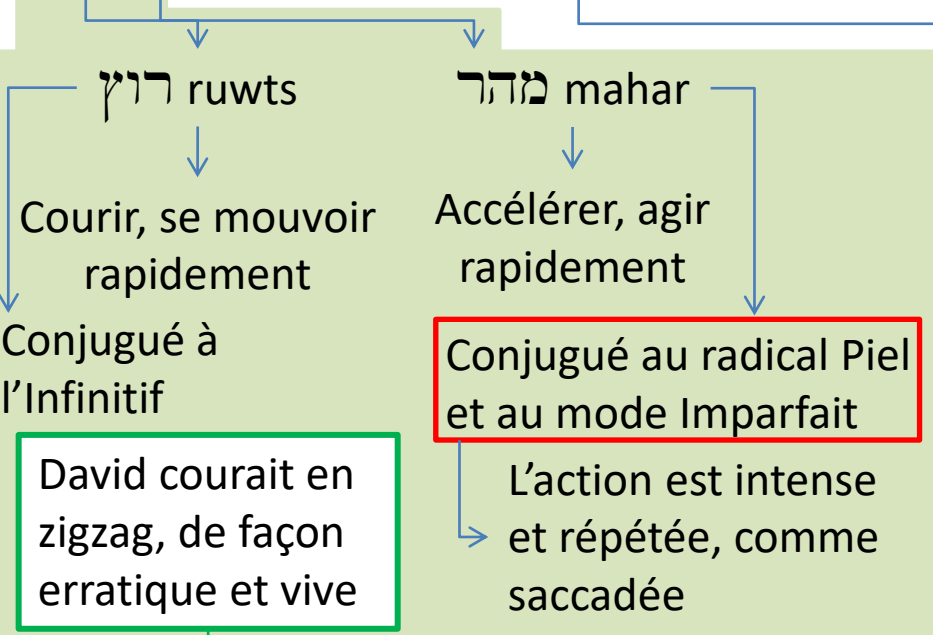 רוץ ruwts
Courir, se mouvoir
rapidement
Conjugué à
l’Infinitif
David courait en
zigzag, de façon
erratique et vive
מהר mahar
Accélérer, agir
rapidement
Conjugué au radical Piel
et au mode Imparfait
L’action est intense
et répétée, comme
saccadée